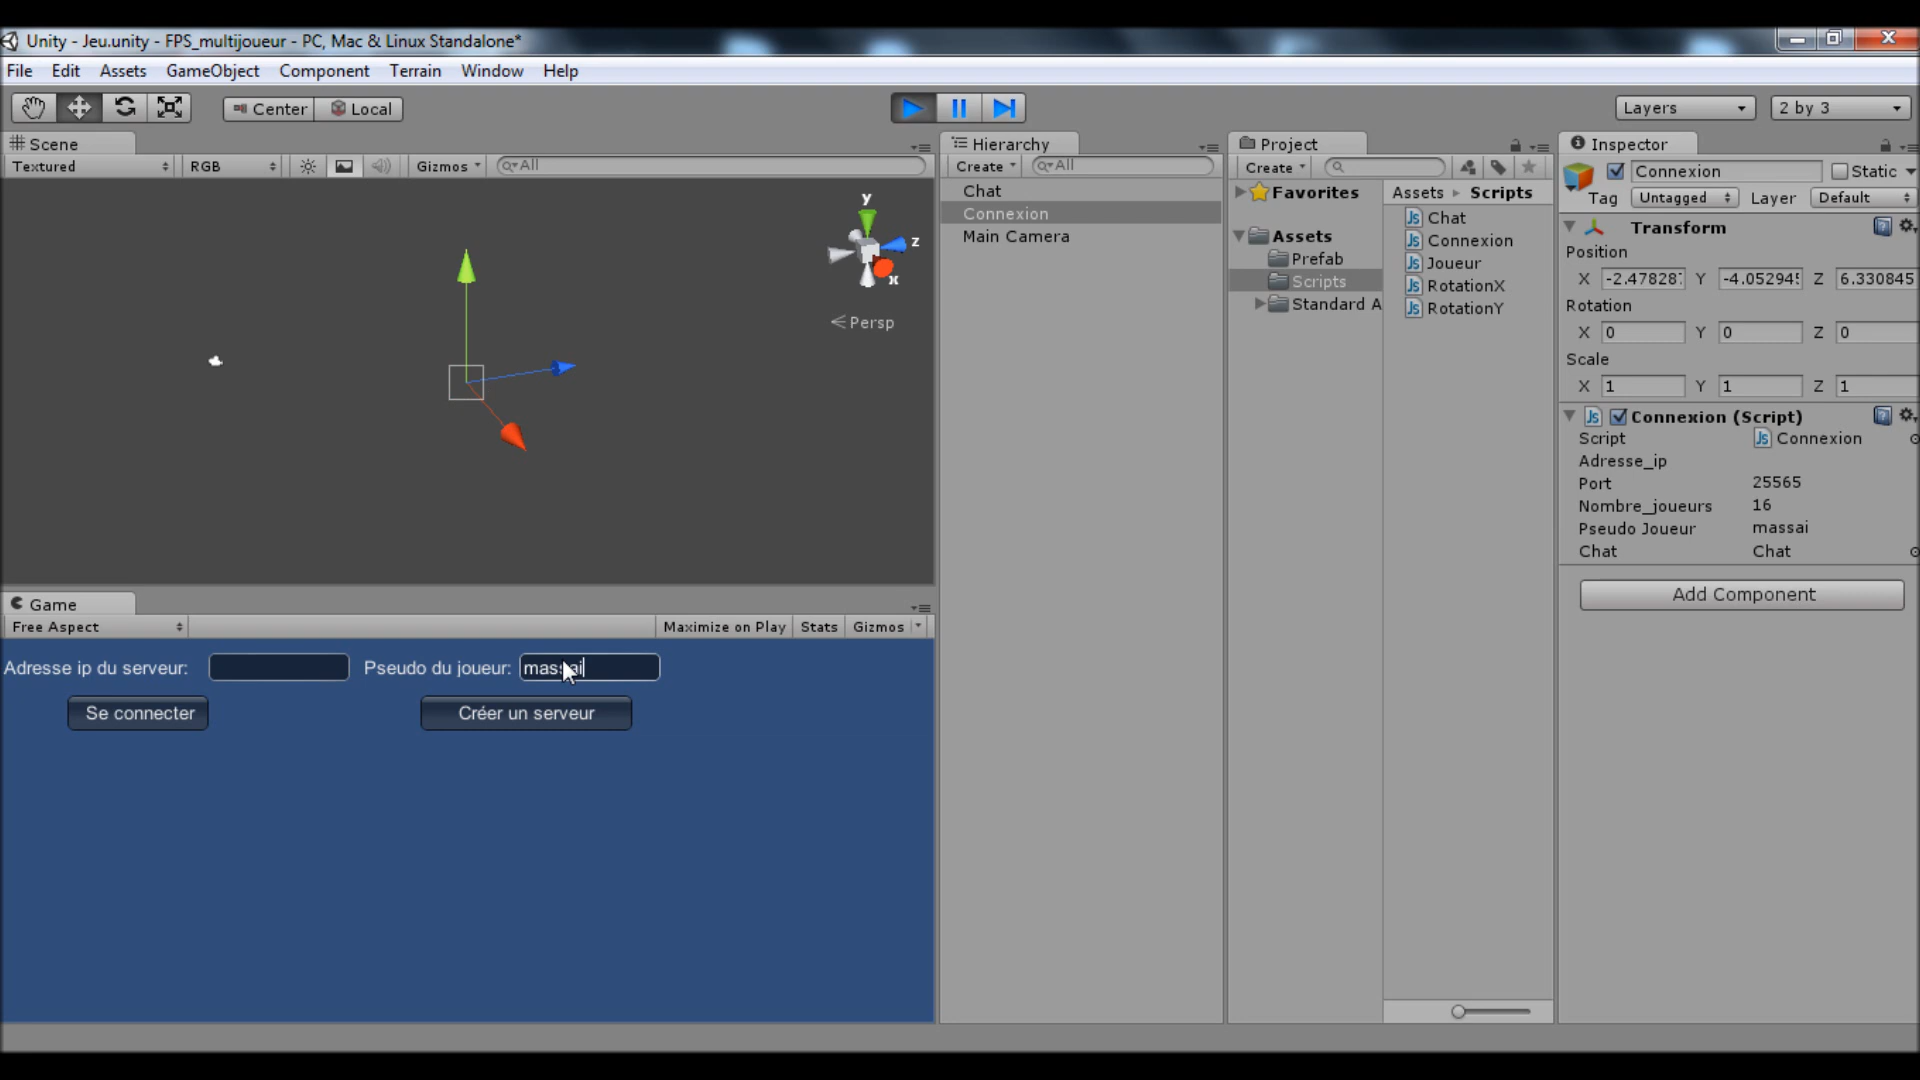 Unity - Jeu.unity - FPS_multijoueur - PC, Mac & Linux Standalone*
File Edit Assets GameObject Component Terrain Window Help
Center Local
Layers
2 by 3
Scene
Textured RGB Gizmos All
y
z
x
Persp
Game
Free Aspect
Maximize on Play Stats Gizmos
Adresse ip du serveur: Pseudo du joueur: massai
Se connecter Créer un serveur
Hierarchy
Create All
Chat
Connexion
Main Camera
Project
Create
Favorites
Assets
Prefab
Scripts
Standard A
Assets Scripts
Chat
Connexion
Joueur
RotationX
RotationY
Inspector
Connexion Static
Tag Untagged Layer Default
Transform
Position
X -2.47828 Y -4.05294 Z 6.330845
Rotation
X 0 Y 0 Z 0
Scale
X 1 Y 1 Z 1
Connexion (Script)
Script Connexion
Adresse_ip
Port 25565
Nombre_joueurs 16
Pseudo Joueur massai
Chat Chat
Add Component